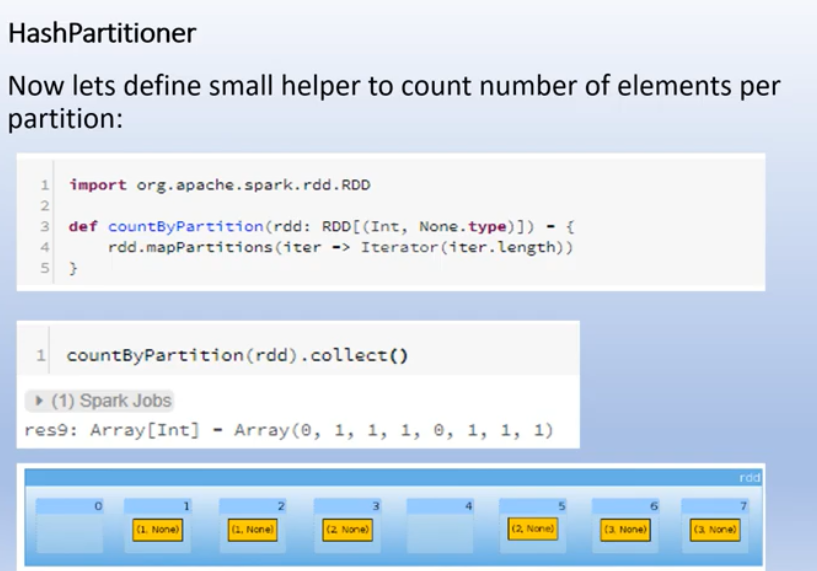 HashPartitioner
Now lets define small helper to count number of elements per
partition:
1 import org.apache.spark.rdd.RDD
2
3 def countByPartition(rdd: RDD[(Int, None.type)]) = {
4 rdd.mapPartitions(iter => Iterator(iter.length))
5 }
1 countByPartition(rdd).collect()
(1) Spark Jobs
res9: Array[Int] = Array(0, 1, 1, 1, 0, 1, 1, 1)
rdd
0 1 2 3 4 5 6 7
(1, None) (1, None) (2, None) (2, None) (3, None) (3, None)